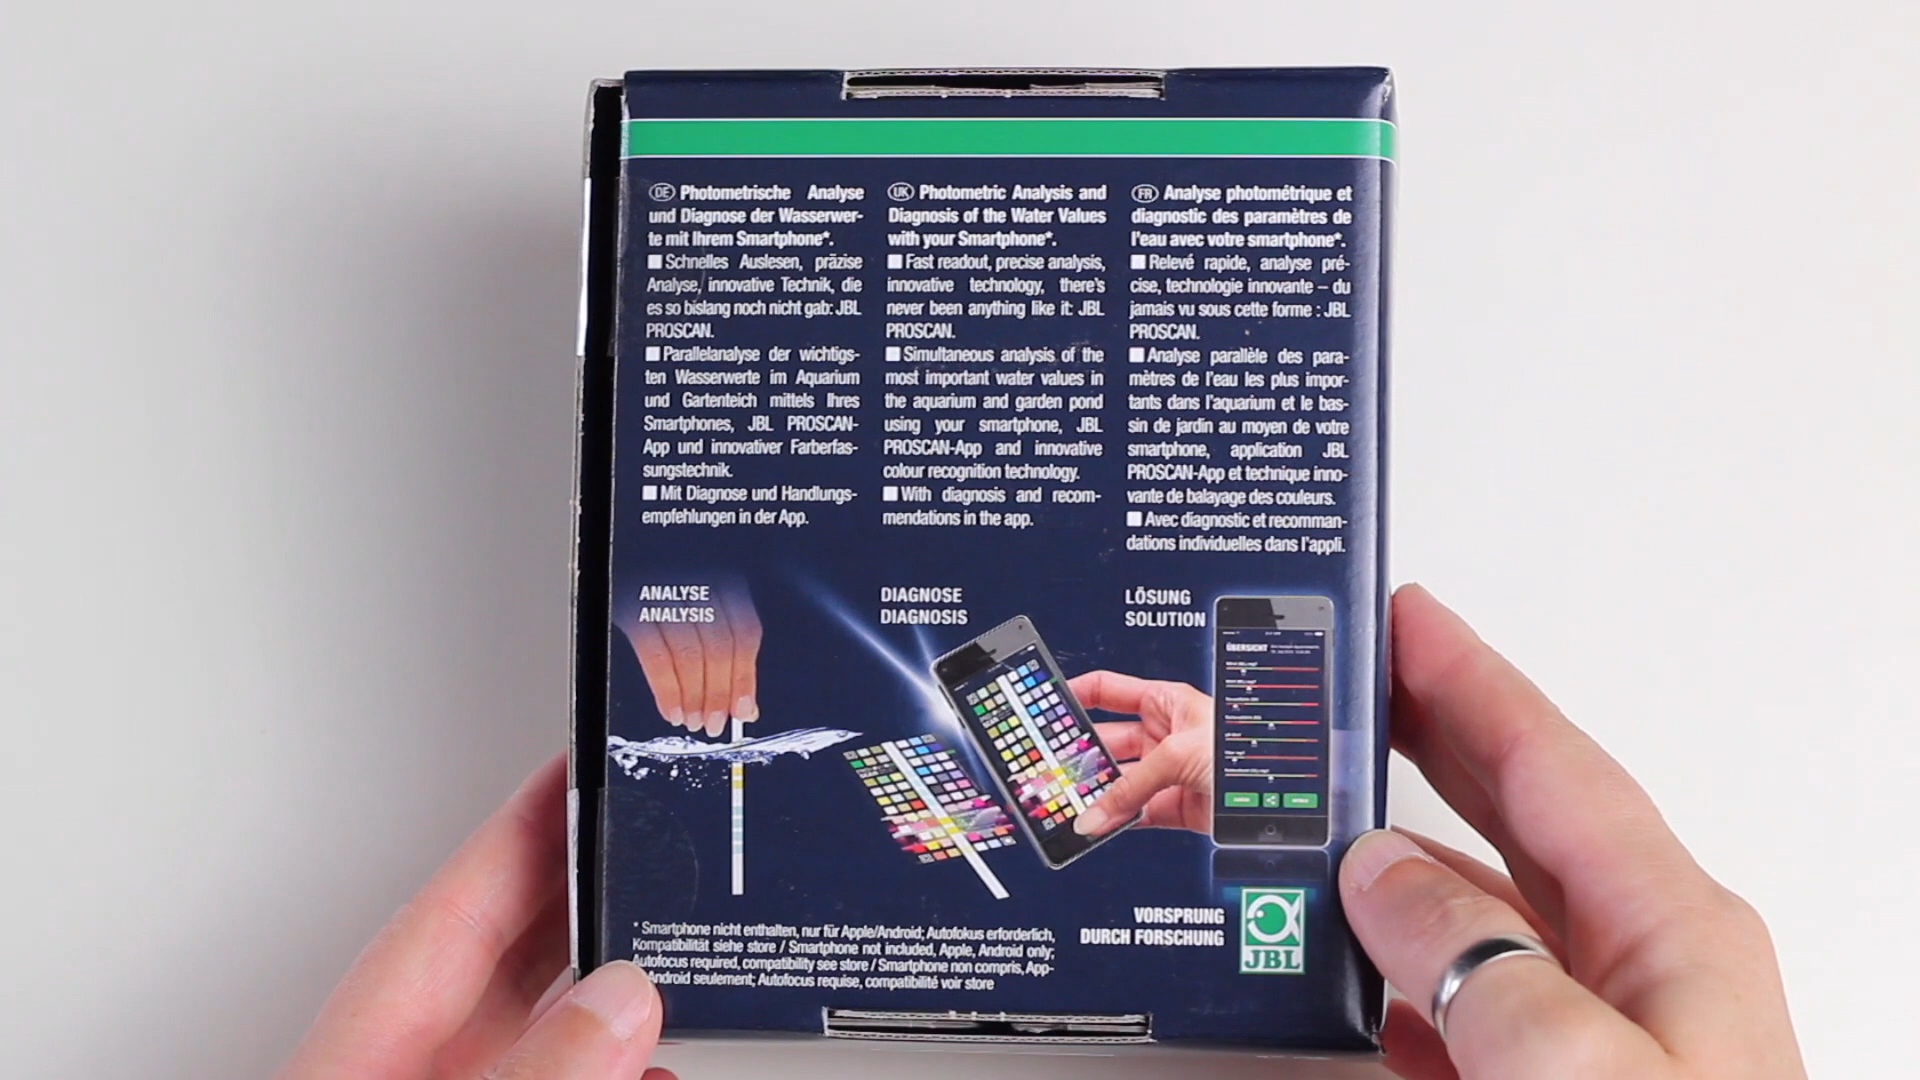 DE Photometrische Analyse
und Diagnose der Wasserwer-
te mit Ihrem Smartphone*.
Schnelles Auslesen, präzise
Analyse, innovative Technik, die
es so bislang noch nicht gab: JBL
PROSCAN.
Parallelanalyse der wichtigs-
ten Wasserwerte im Aquarium
und Gartenteich mittels Ihres
Smartphones, JBL PROSCAN-
App und innovativer Farberfas-
sungstechnik.
Mit Diagnose und Handlungs-
empfehlungen in der App.
UK Photometric Analysis and
Diagnosis of the Water Values
with your Smartphone*.
Fast readout, precise analysis,
innovative technology, there's
never been anything like it: JBL
PROSCAN.
Simultaneous analysis of the
most important water values in
the aquarium and garden pond
using your smartphone, JBL
PROSCAN-App and innovative
colour recognition technology.
With diagnosis and recom-
mendations in the app.
FR Analyse photométrique et
diagnostic des paramètres de
l'eau avec votre smartphone*.
Relevé rapide, analyse pré-
cise, technologie innovante – du
jamais vu sous cette forme : JBL
PROSCAN.
Analyse parallèle des para-
mètres de l'eau les plus impor-
tants dans l'aquarium et le bas-
sin de jardin au moyen de votre
smartphone, application JBL
PROSCAN-App et technique inno-
vante de balayage des couleurs.
Avec diagnostic et recomman-
dations individuelles dans l'appli.
ANALYSE
ANALYSIS
DIAGNOSE
DIAGNOSIS
LÖSUNG
SOLUTION
ÜBERSICHT
* Smartphone nicht enthalten, nur für Apple/Android; Autofokus erforderlich,
Kompatibilität siehe store / Smartphone not included, Apple, Android only;
Autofocus required, compatibility see store / Smartphone non compris, App-
Android seulement; Autofocus requise, compatibilité voir store
VORSPRUNG
DURCH FORSCHUNG
JBL